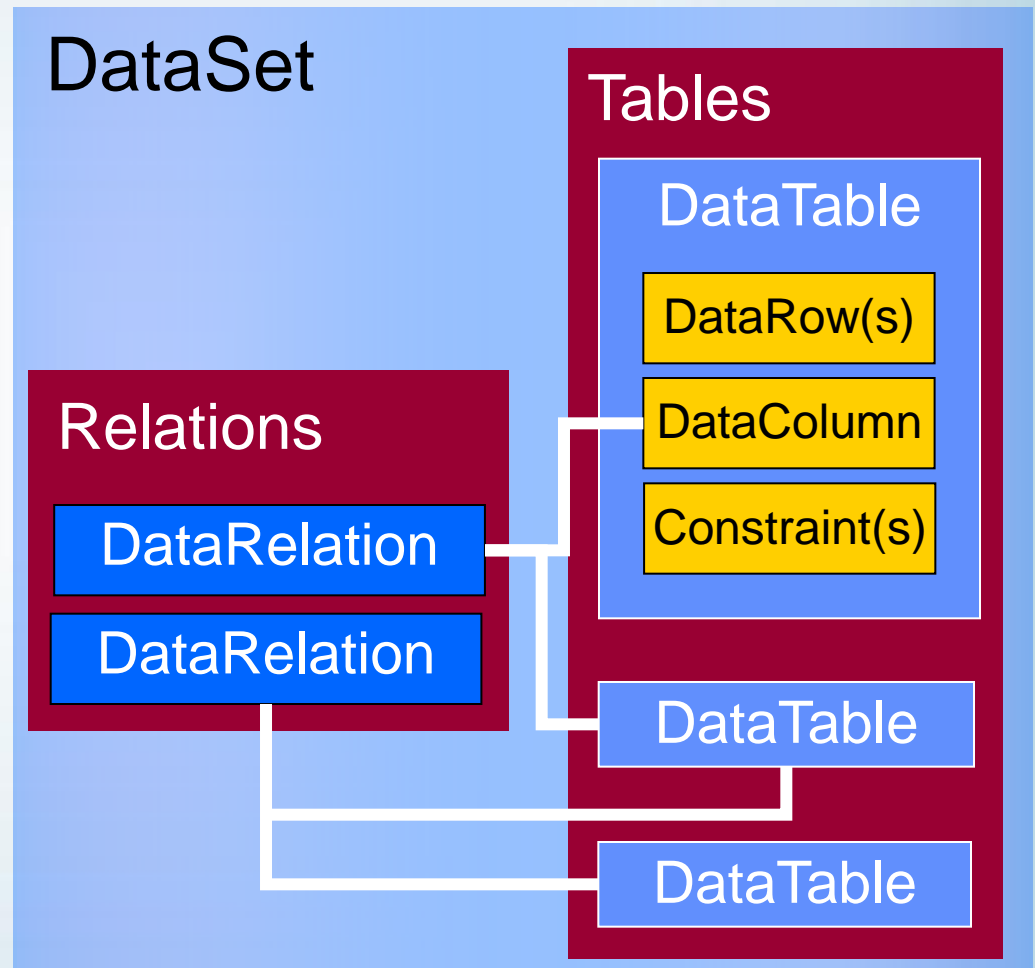 DataSet
Tables
DataTable
DataRow(s)
DataColumn
Constraint(s)
Relations
DataRelation
DataRelation
DataTable
DataTable